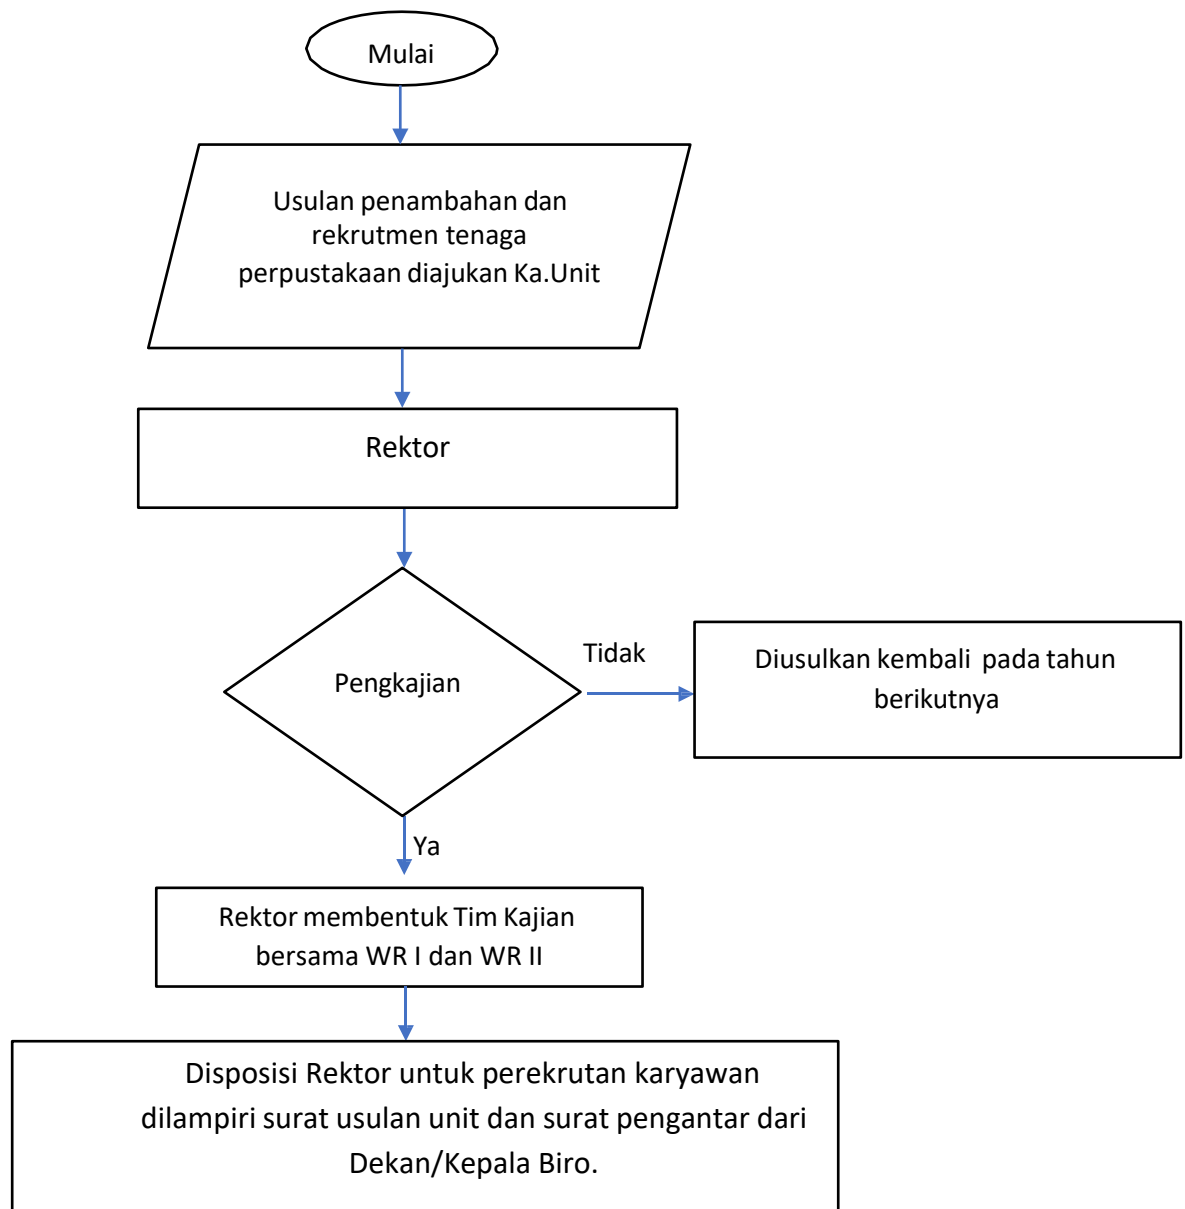 Mulai
Usulan penambahan dan
rekrutmen tenaga
perpustakaan diajukan Ka.Unit
Rektor
Pengkajian
Tidak
Diusulkan kembali pada tahun
berikutnya
Ya
Rektor membentuk Tim Kajian
bersama WR I dan WR II
Disposisi Rektor untuk perekrutan karyawan
dilampiri surat usulan unit dan surat pengantar dari
Dekan/Kepala Biro.